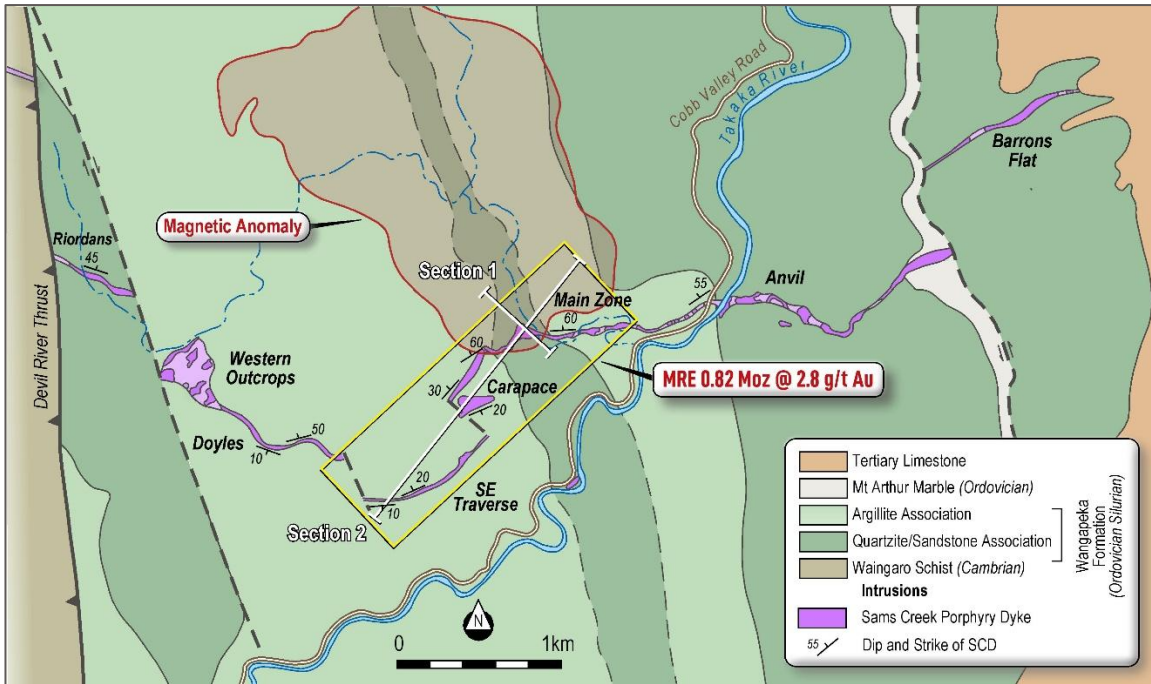 Cobb Valley Road
Takaka River
Barrons
Flat
Magnetic Anomaly
Riordans
45
Section 1
Main Zone
55
Anvil
60
60
Devil River Thrust
Western
Outcrops
30
Carapace
20
MRE 0.82 Moz @ 2.8 g/t Au
Doyles
50
10
20
SE
Traverse
10
Section 2
N
0
1km
Tertiary Limestone
Mt Arthur Marble (Ordovician)
Argillite Association
Quartzite/Sandstone Association
Waingaro Schist (Cambrian)
Wangapeka
Formation
(Ordovician Silurian)
Intrusions
Sams Creek Porphyry Dyke
55
Dip and Strike of SCD